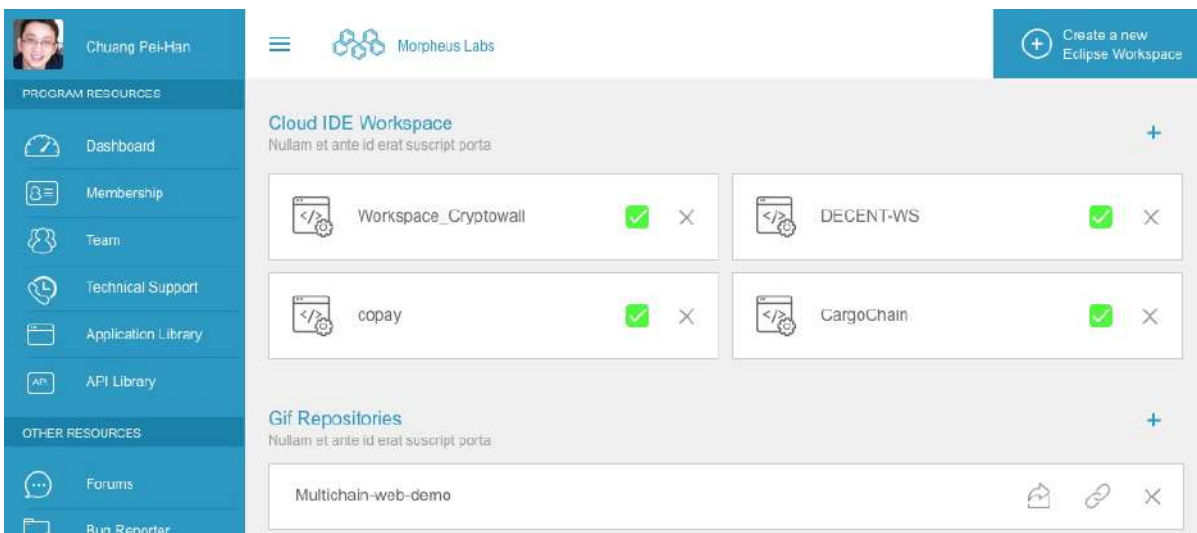 Chuang Pei-Han
Morpheus Labs
Create a new
Eclipse Workspace
PROGRAM RESOURCES
Dashboard
Membership
Team
Technical Support
Application Library
API
API Library
OTHER RESOURCES
Forums
Bug Reporter
Cloud IDE Workspace
Nullam et ante id erat suscript porta
Workspace_Cryptowall
DECENT-WS
copay
CargoChain
Gif Repositories
Nullam et ante id erat suscript porta
Multichain-web-demo